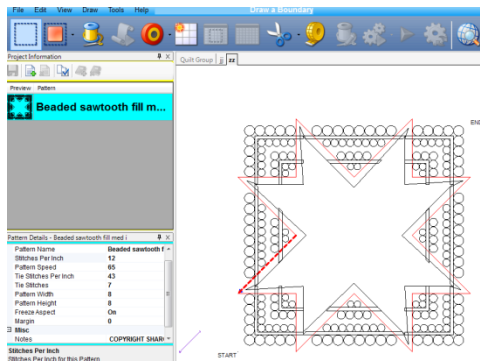 File Edit View Draw Tools Help Draw a Boundary
Project Information
Quilt Group zz
Preview Pattern
Beaded sawtooth fill m...
END
Pattern Details - Beaded sawtooth fill med i
Pattern Name Beaded sawtooth f
Stitches Per Inch 12
Pattern Speed 65
Tie Stitches Per Inch 43
Tie Stitches 7
Pattern Width 8
Pattern Height 8
Freeze Aspect On
Margin 0
Misc
Notes COPYRIGHT SHAR
Stitches Per Inch
Stitches Per Inch for this Pattern
START